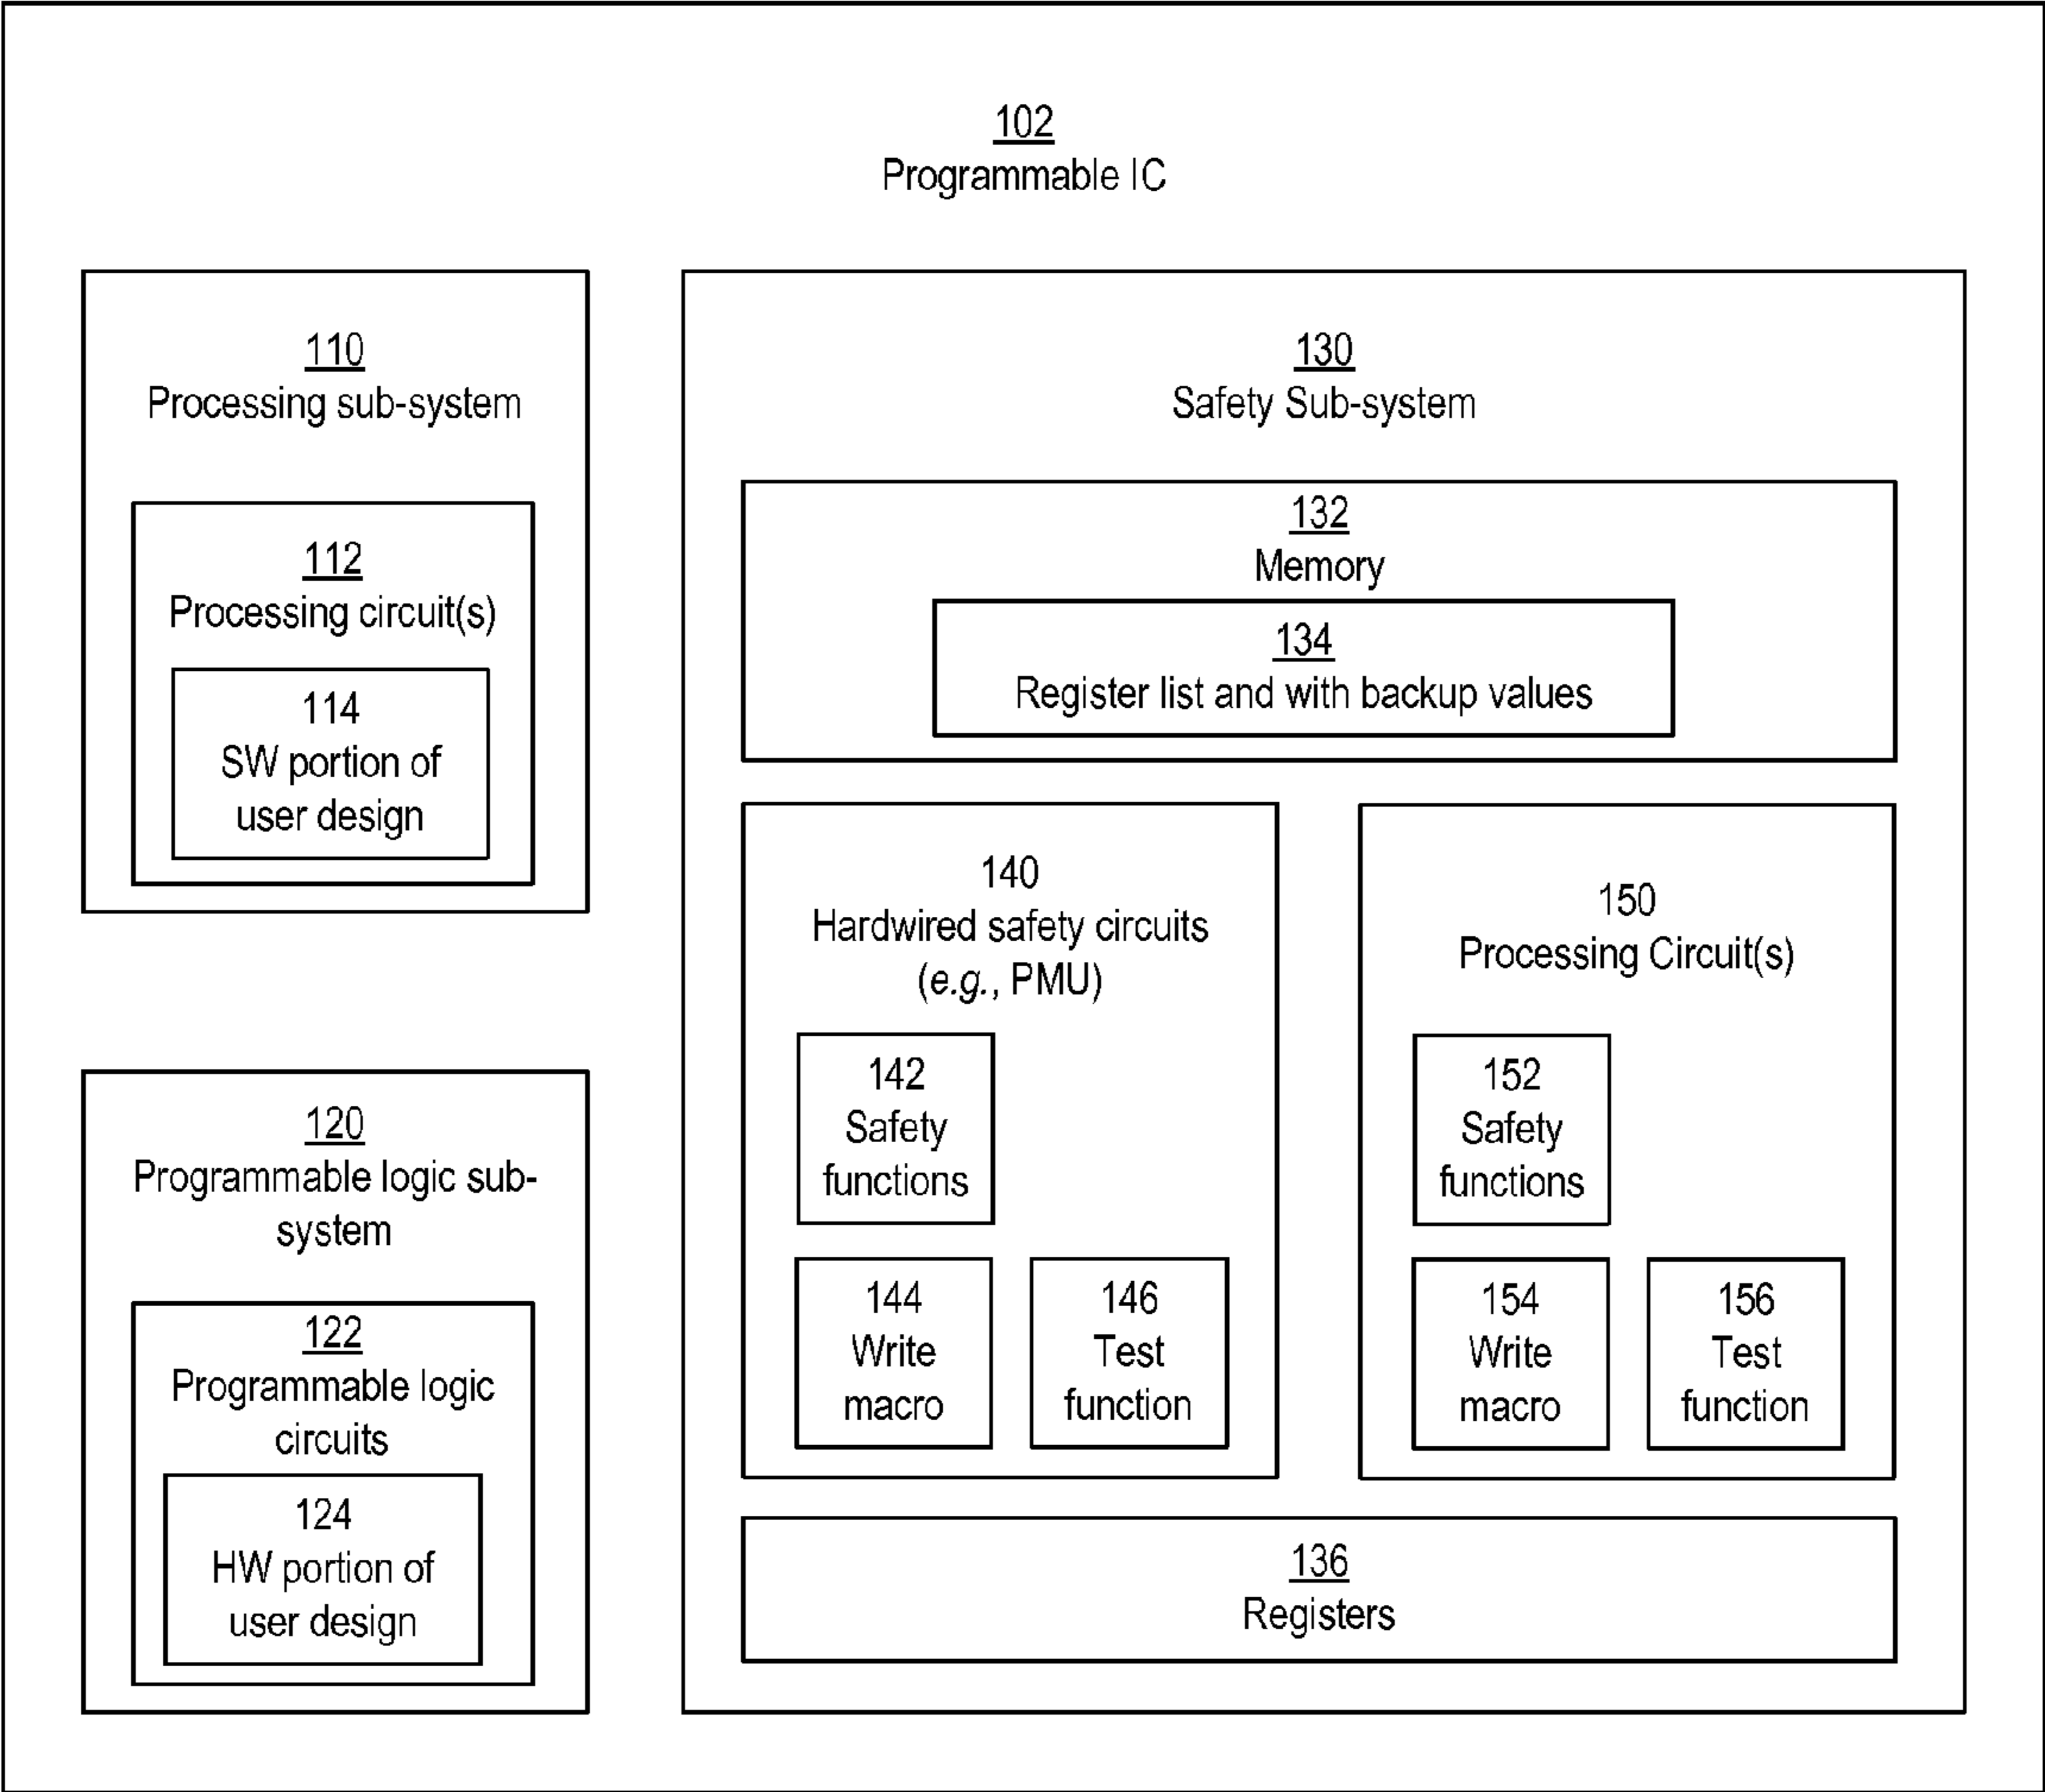 102
Programmable IC
110
Processing sub-system
112
Processing circuit(s)
114
SW portion of
user design
120
Programmable logic sub-
system
122
Programmable logic
circuits
124
HW portion of
user design
130
Safety Sub-system
132
Memory
134
Register list and with backup values
140
Hardwired safety circuits
(e.g., PMU)
142
Safety
functions
144
Write
macro
146
Test
function
150
Processing Circuit(s)
152
Safety
functions
154
Write
macro
156
Test
function
136
Registers